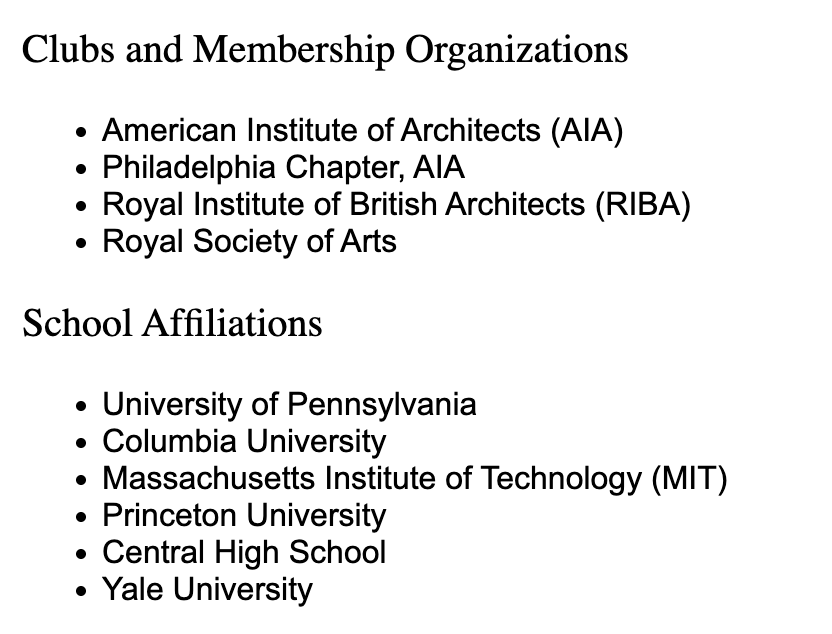 Clubs and Membership Organizations
• American Institute of Architects (AIA)
• Philadelphia Chapter, AIA
• Royal Institute of British Architects (RIBA)
• Royal Society of Arts
School Affiliations
• University of Pennsylvania
• Columbia University
• Massachusetts Institute of Technology (MIT)
• Princeton University
• Central High School
• Yale University